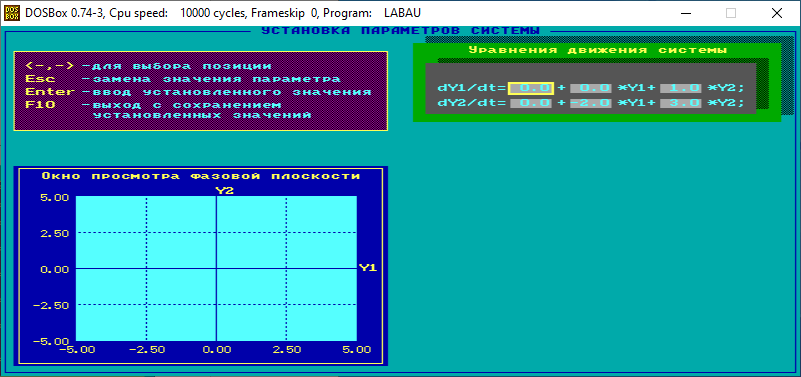 DOSBox 0.74-3, Cpu speed: 10000 cycles, Frameskip 0, Program: LABAU
УСТАНОВКА ПАРАМЕТРОВ СИСТЕМЫ
<-,-> -для выбора позиции
Esc -замена значения параметра
Enter -ввод установленного значения
F10 -выход с сохранением
установленных значений
Уравнения движения системы
dY1/dt= 0.0 + 0.0 *Y1+ 1.0 *Y2;
dY2/dt= 0.0 + -2.0 *Y1+ 3.0 *Y2;
Окно просмотра фазовой плоскости
Y2
5.00
2.50
0.00
Y1
-2.50
-5.00
-5.00 -2.50 0.00 2.50 5.00